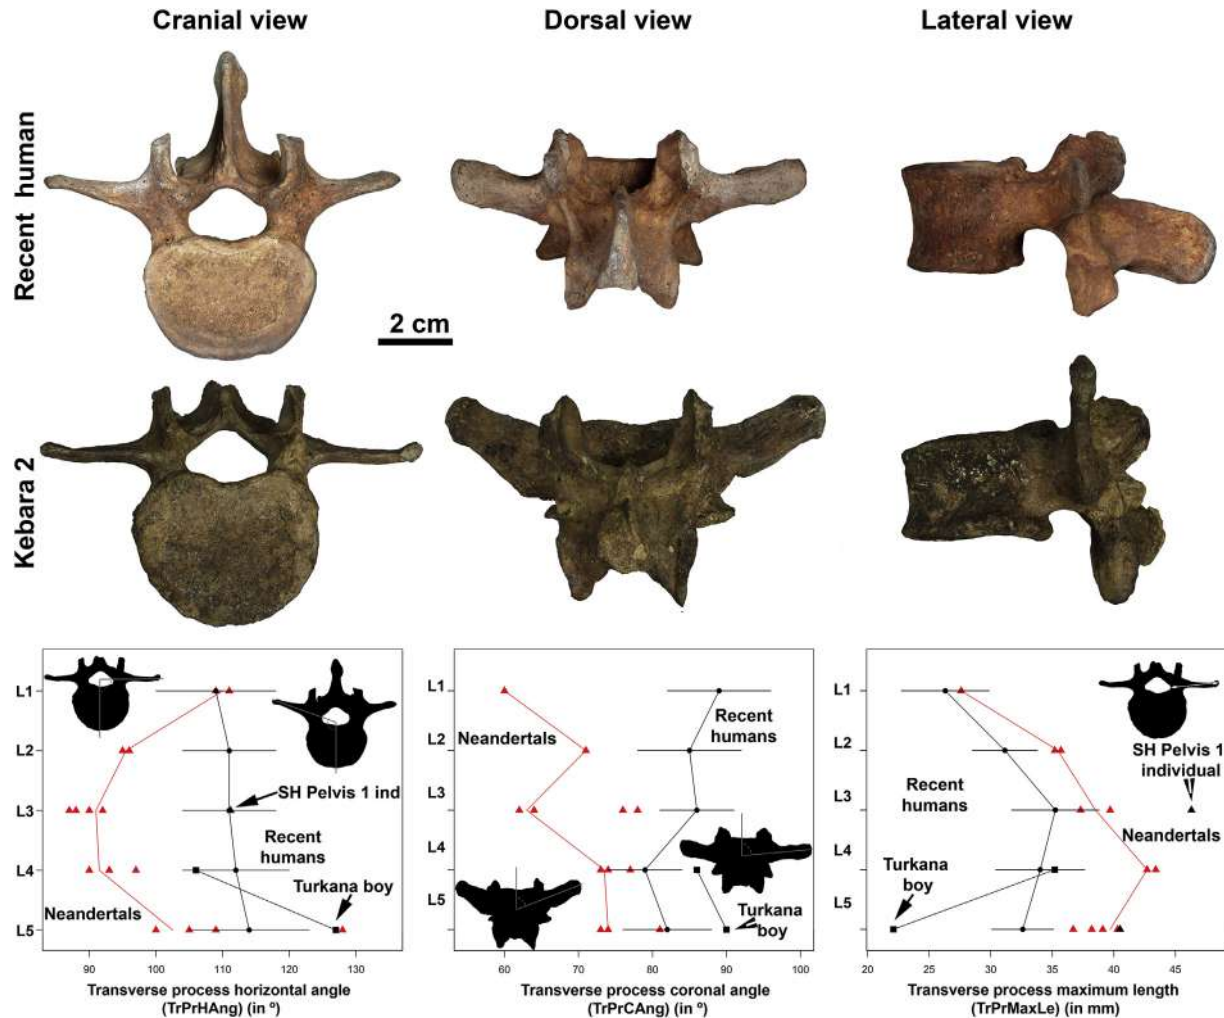 Cranial view
Dorsal view
Lateral view
Recent human
2 cm
Kebara 2
L1
L2
L3
L4
L5
SH Pelvis 1 ind
Recent
humans
Turkana boy
Neandertals
90
100
110
120
130
Transverse process horizontal angle
(TrPrHAng) (in º)
L1
L2
L3
L4
L5
Neandertals
Recent
humans
Turkana
boy
60
70
80
90
100
Transverse process coronal angle
(TrPrCAng) (in º)
L1
L2
L3
L4
L5
SH Pelvis 1
individual
Recent
humans
Neandertals
Turkana
boy
20
25
30
35
40
45
Transverse process maximum length
(TrPrMaxLe) (in mm)